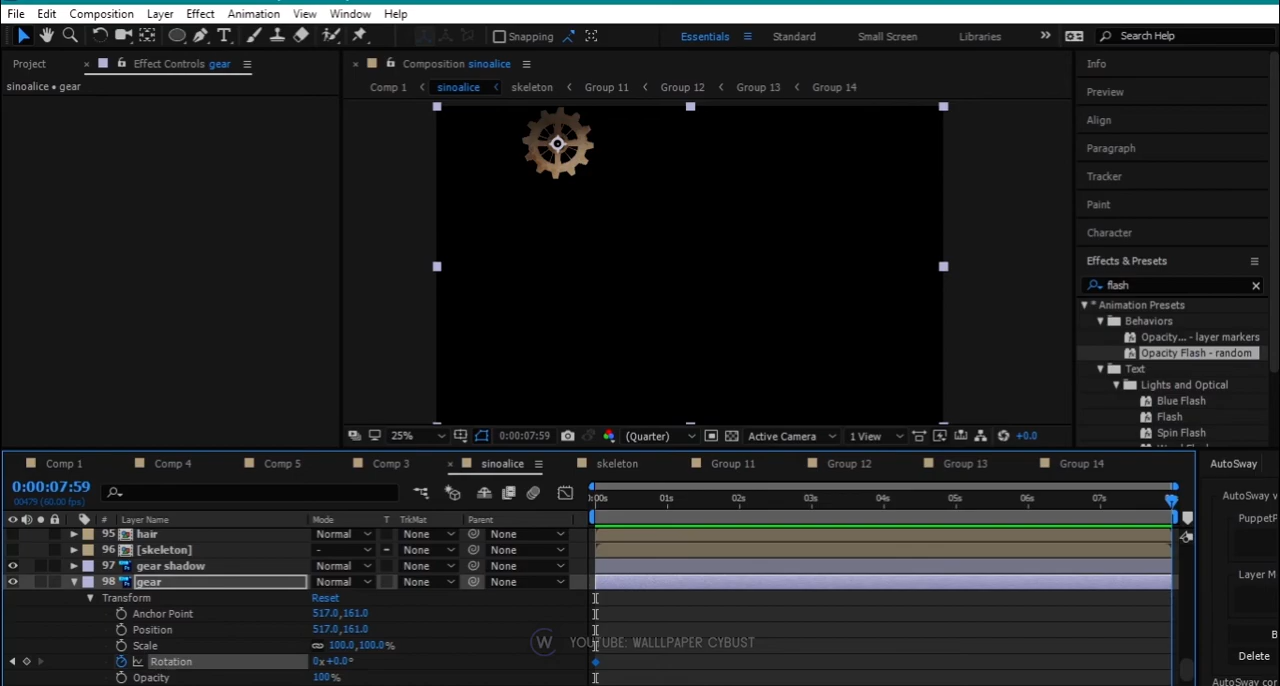 File Edit Composition Layer Effect Animation View Window Help
Snapping Essentials Standard Small Screen Libraries Search Help
Project Effect Controls gear Composition sinoalice Info
sinoalice • gear Comp 1 sinoalice skeleton Group 11 Group 12 Group 13 Group 14
Preview
Align
Paragraph
Tracker
Paint
Character
Effects & Presets
flash
* Animation Presets
Behaviors
Opacity... - layer markers
Opacity Flash - random
Text
Lights and Optical
Blue Flash
Flash
Spin Flash
25% 0:00:07:59 (Quarter) Active Camera 1 View +0.0
Comp 1 Comp 4 Comp 5 Comp 3 sinoalice skeleton Group 11 Group 12 Group 13 Group 14 AutoSway
0:00:07:59
00479 (60.00 fps)
:00s 01s 02s 03s 04s 05s 06s 07s
AutoSway v
PuppetF
# Layer Name Mode T TrkMat Parent
95 hair Normal None None
96 [skeleton] - None None
97 gear shadow Normal None None
98 gear Normal None None
Layer M
Transform Reset
Anchor Point 517.0,161.0
Position 517.0,161.0
Scale 100.0,100.0%
Rotation 0x+0.0°
Opacity 100%
W YOUTUBE: WALLLPAPER CYBUST
B
Delete
AutoSway con